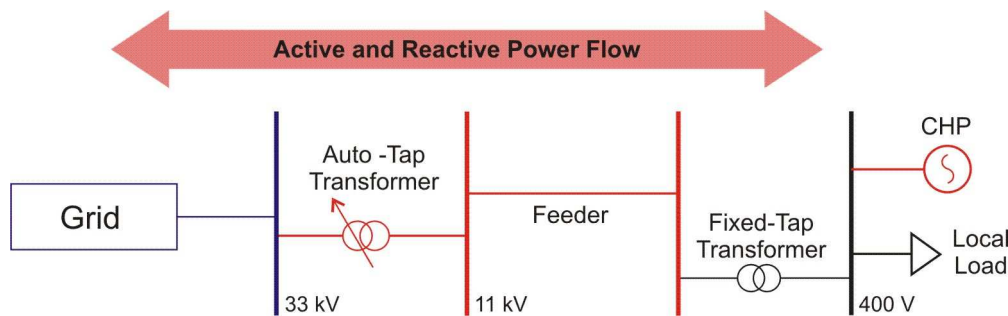 Active and Reactive Power Flow
CHP
Auto -Tap
Transformer
Grid
Feeder
Fixed-Tap
Transformer
Local
Load
33 kV
11 kV
400 V